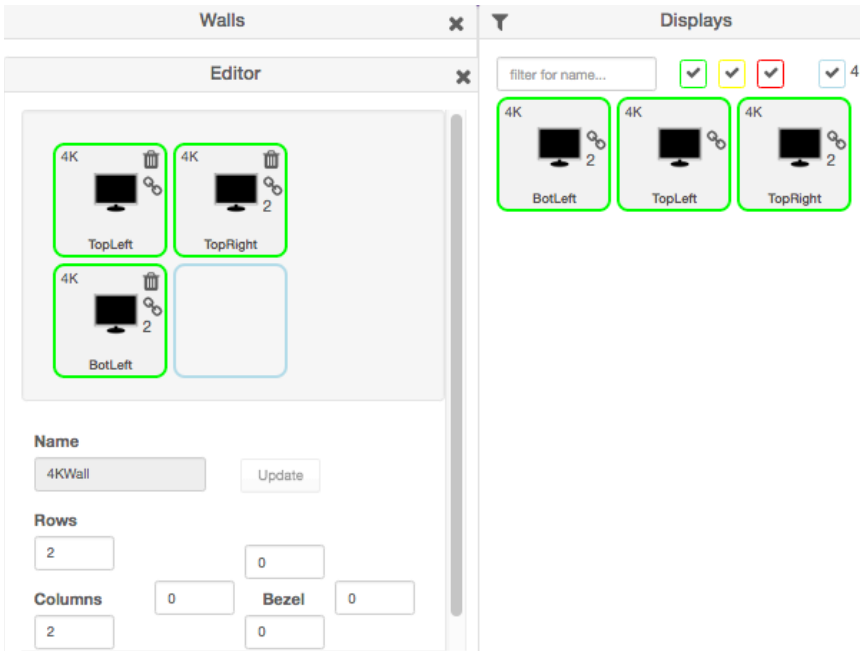 Walls
Editor
4K
TopLeft
4K
2
TopRight
4K
2
BotLeft
Name
4KWall
Update
Rows
2
0
Columns
0
Bezel
0
2
0
Displays
filter for name...
4
4K
2
BotLeft
4K
TopLeft
4K
2
TopRight